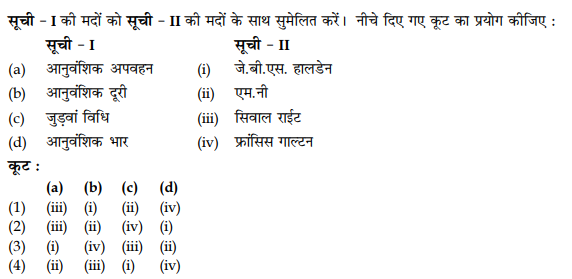 सूची - I की मदों को सूची - II की मदों के साथ सुमेलित करें। नीचे दिए गए कूट का प्रयोग कीजिए :
सूची - I सूची - II
(a) आनुवंशिक अपवहन (i) जे.बी.एस. हालडेन
(b) आनुवंशिक दूरी (ii) एम.नी
(c) जुड़वां विधि (iii) सिवाल राईट
(d) आनुवंशिक भार (iv) फ्रांसिस गाल्टन
कूट :
(a) (b) (c) (d)
(1) (iii) (i) (ii) (iv)
(2) (iii) (ii) (iv) (i)
(3) (i) (iv) (iii) (ii)
(4) (ii) (iii) (i) (iv)